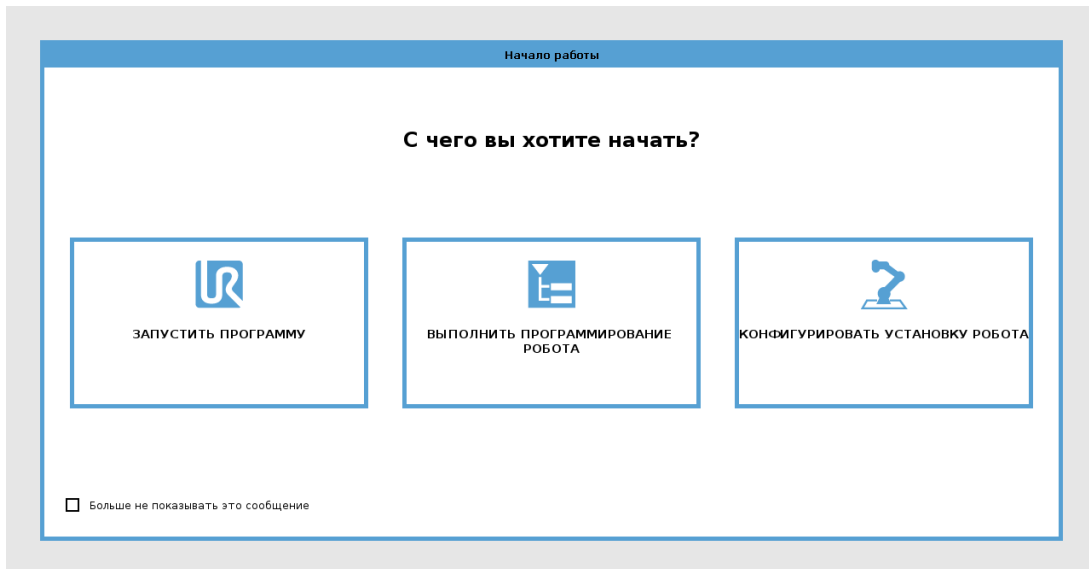 Начало работы
С чего вы хотите начать?
ЗАПУСТИТЬ ПРОГРАММУ
ВЫПОЛНИТЬ ПРОГРАММИРОВАНИЕ
РОБОТА
КОНФИГУРИРОВАТЬ УСТАНОВКУ РОБОТА
Больше не показывать это сообщение